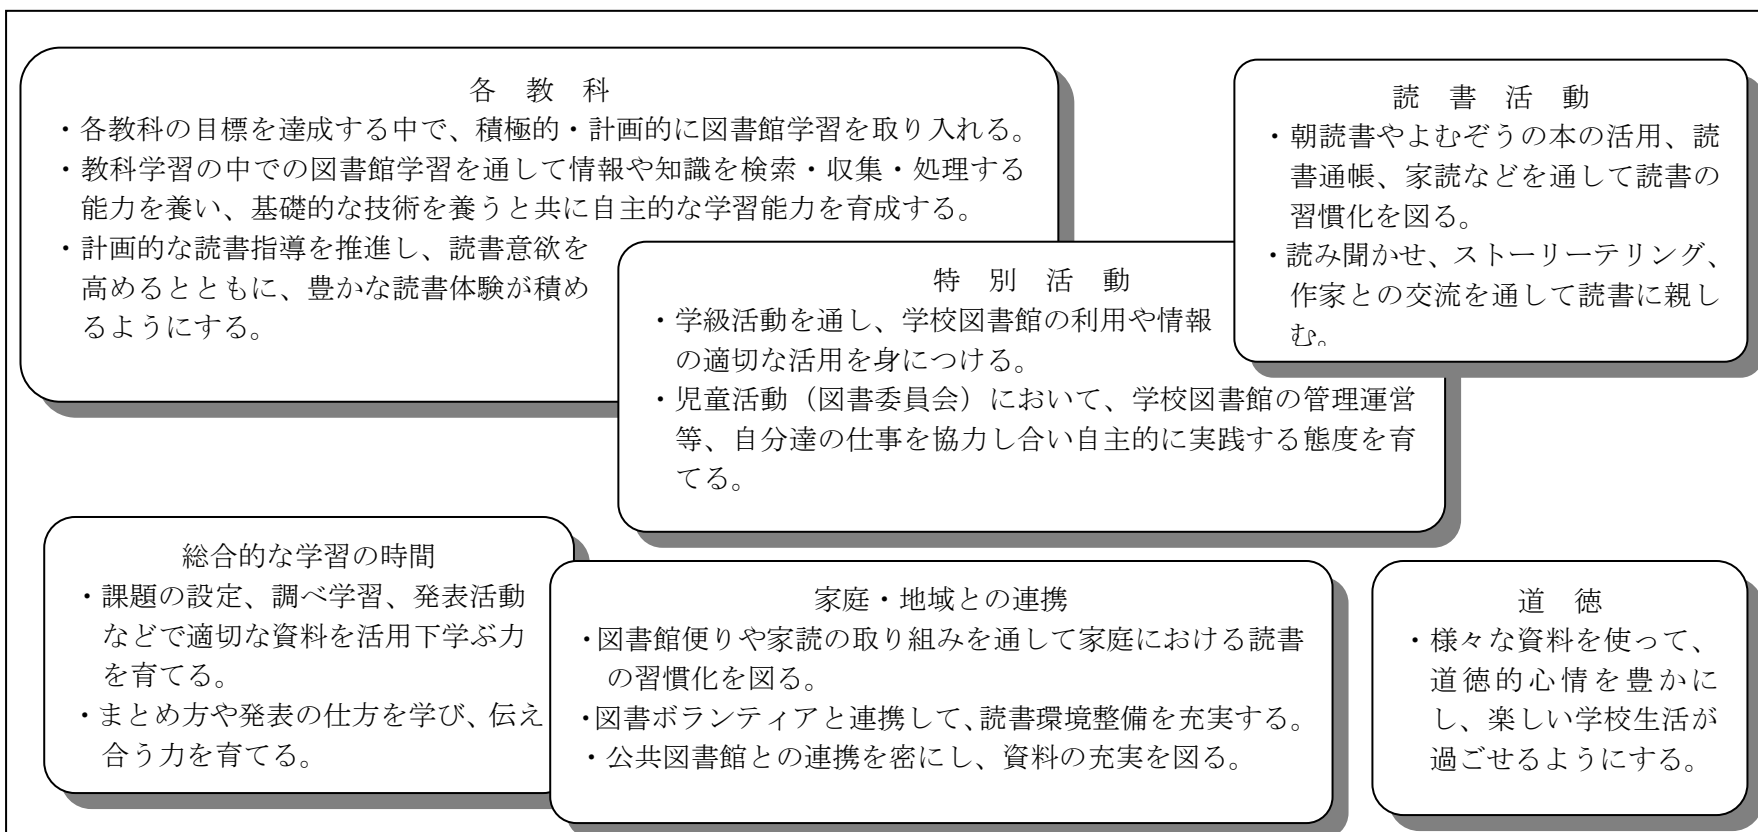 各 教 科
・各教科の目標を達成する中で、積極的・計画的に図書館学習を取り入れる。
・教科学習の中での図書館学習を通して情報や知識を検索・収集・処理する
能力を養い、基礎的な技術を養うと共に自主的な学習能力を育成する。
・計画的な読書指導を推進し、読書意欲を
高めるとともに、豊かな読書体験が積め
るようにする。
読 書 活 動
・朝読書やよむぞうの本の活用、読
書通帳、家読などを通して読書の
習慣化を図る。
・読み聞かせ、ストーリーテリング、
作家との交流を通して読書に親し
む。
特 別 活 動
・学級活動を通し、学校図書館の利用や情報
の適切な活用を身につける。
・児童活動（図書委員会）において、学校図書館の管理運営
等、自分達の仕事を協力し合い自主的に実践する態度を育
てる。
総合的な学習の時間
・課題の設定、調べ学習、発表活動
などで適切な資料を活用下学ぶ力
を育てる。
・まとめ方や発表の仕方を学び、伝え
合う力を育てる。
家庭・地域との連携
・図書館便りや家読の取り組みを通して家庭における読書
の習慣化を図る。
・図書ボランティアと連携して、読書環境整備を充実する。
・公共図書館との連携を密にし、資料の充実を図る。
道 徳
・様々な資料を使って、
道徳的心情を豊かに
し、楽しい学校生活が
過ごせるようにする。